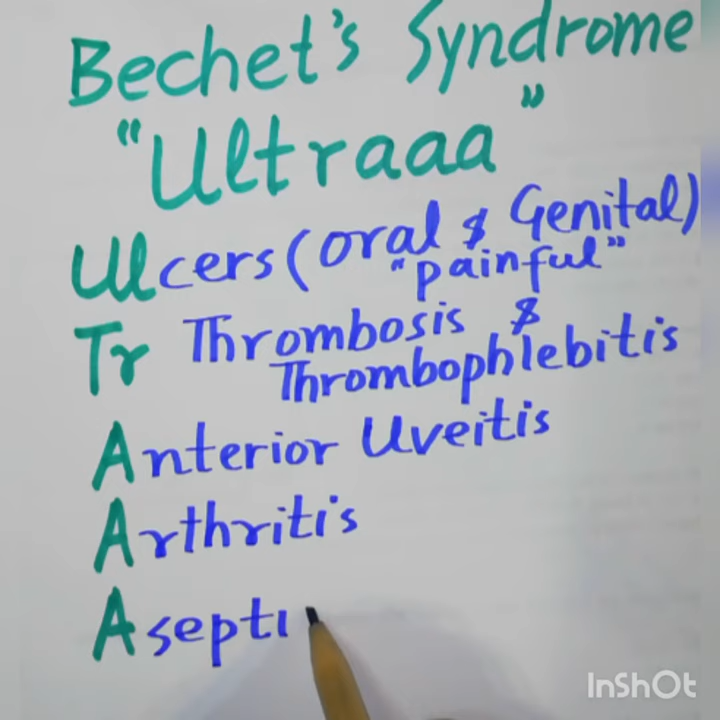 Bechet's Syndrome
"Ultraaa"
Ulcers (oral & Genital)
"painful"
Tr Thrombosis &
Thrombophlebitis
Anterior Uveitis
Arthritis
Asepti
InShOt